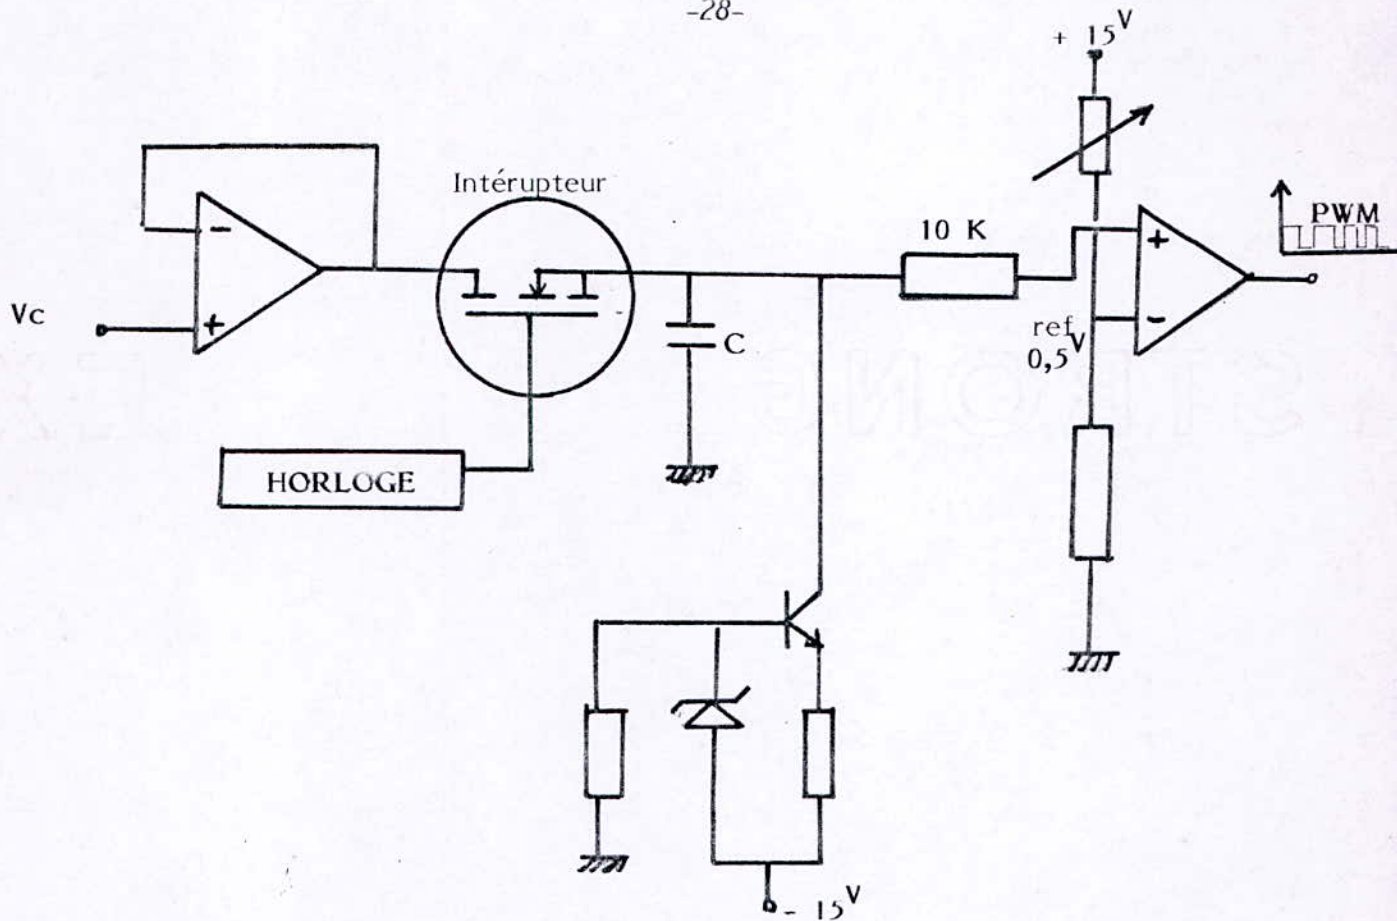 -28-
+ 15V
Intérupteur
10 K
PWM
+
-
-
+
Vc
ref
0,5V
C
HORLOGE
- 15V